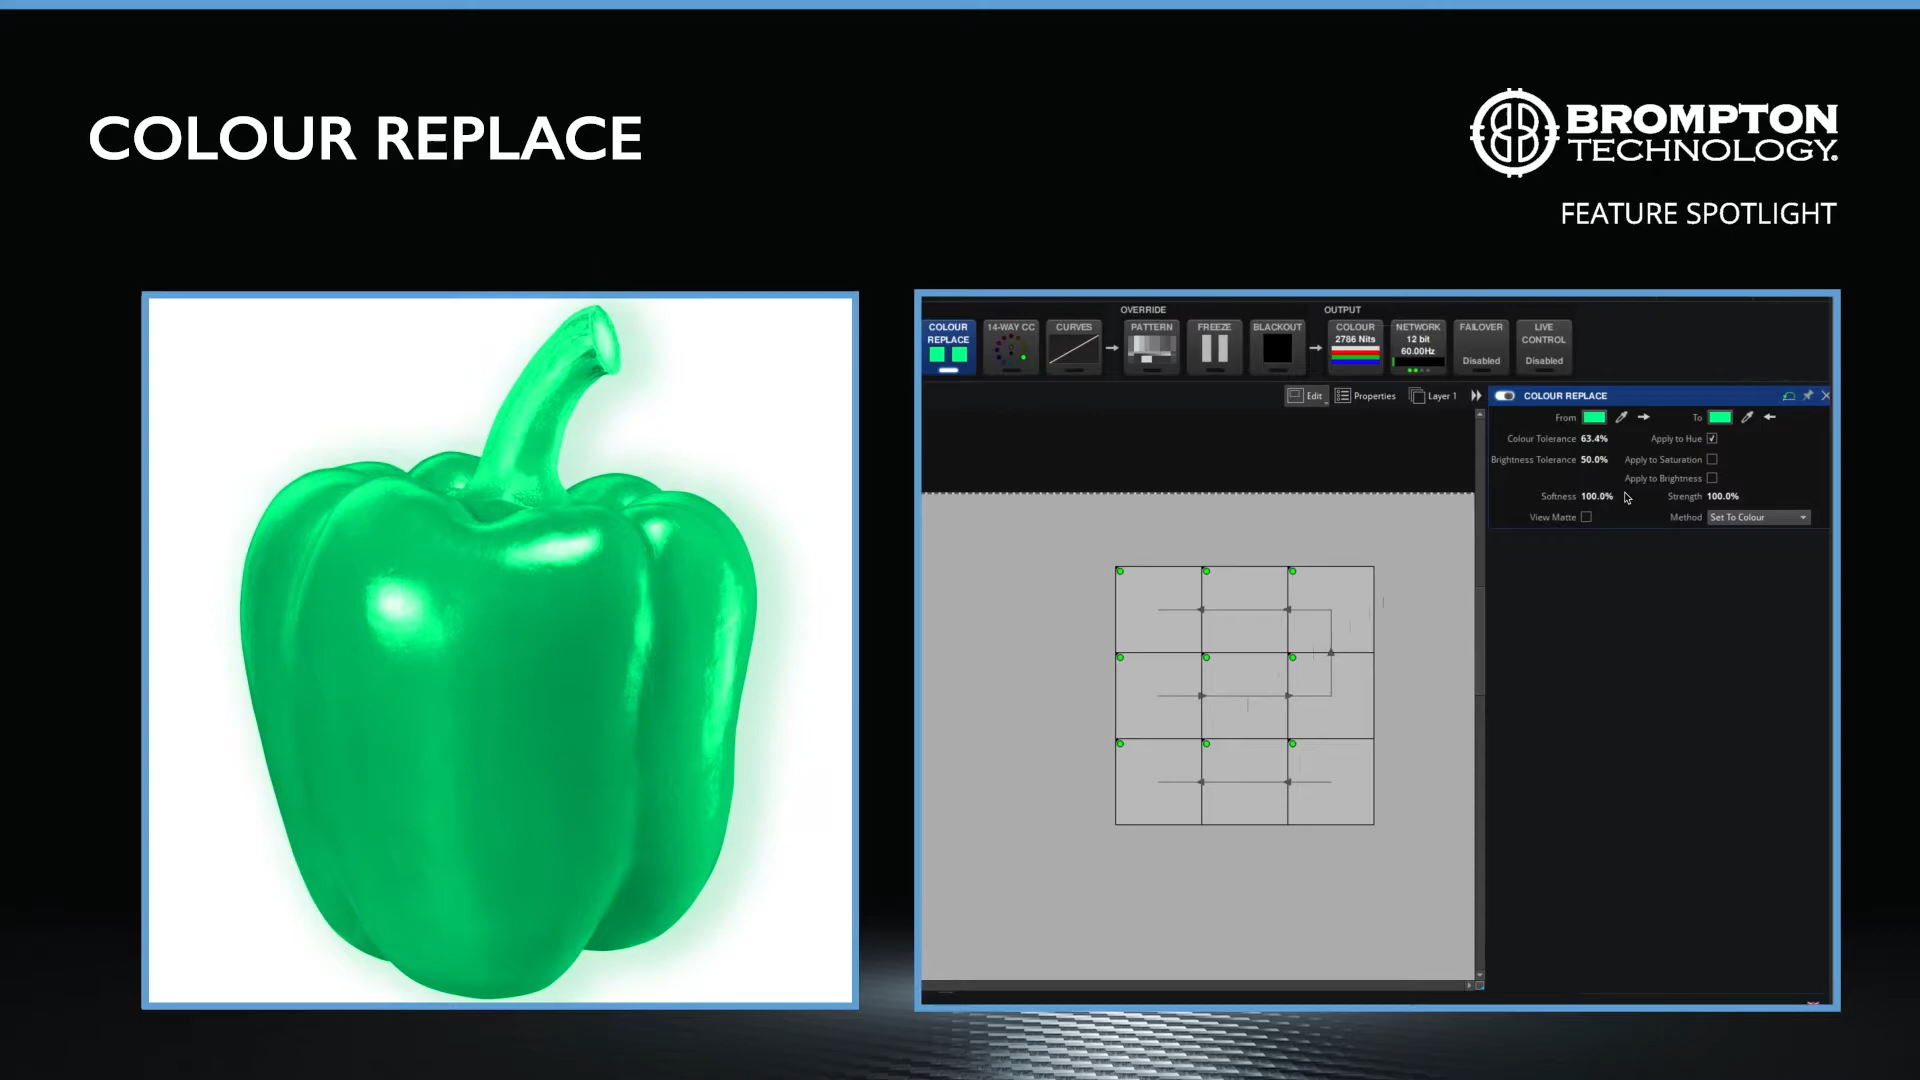 COLOUR REPLACE
BROMPTON
TECHNOLOGY.
FEATURE SPOTLIGHT
OVERRIDE
OUTPUT
COLOUR
REPLACE
14-WAY CC
CURVES
PATTERN
FREEZE
BLACKOUT
COLOUR
2786 Nits
NETWORK
12 bit
60.00Hz
FAILOVER
Disabled
LIVE
CONTROL
Disabled
Edit
Properties
Layer 1
COLOUR REPLACE
From
To
Colour Tolerance 63.4%
Apply to Hue
Brightness Tolerance 50.0%
Apply to Saturation
Apply to Brightness
Softness 100.0%
Strength 100.0%
View Matte
Method Set To Colour